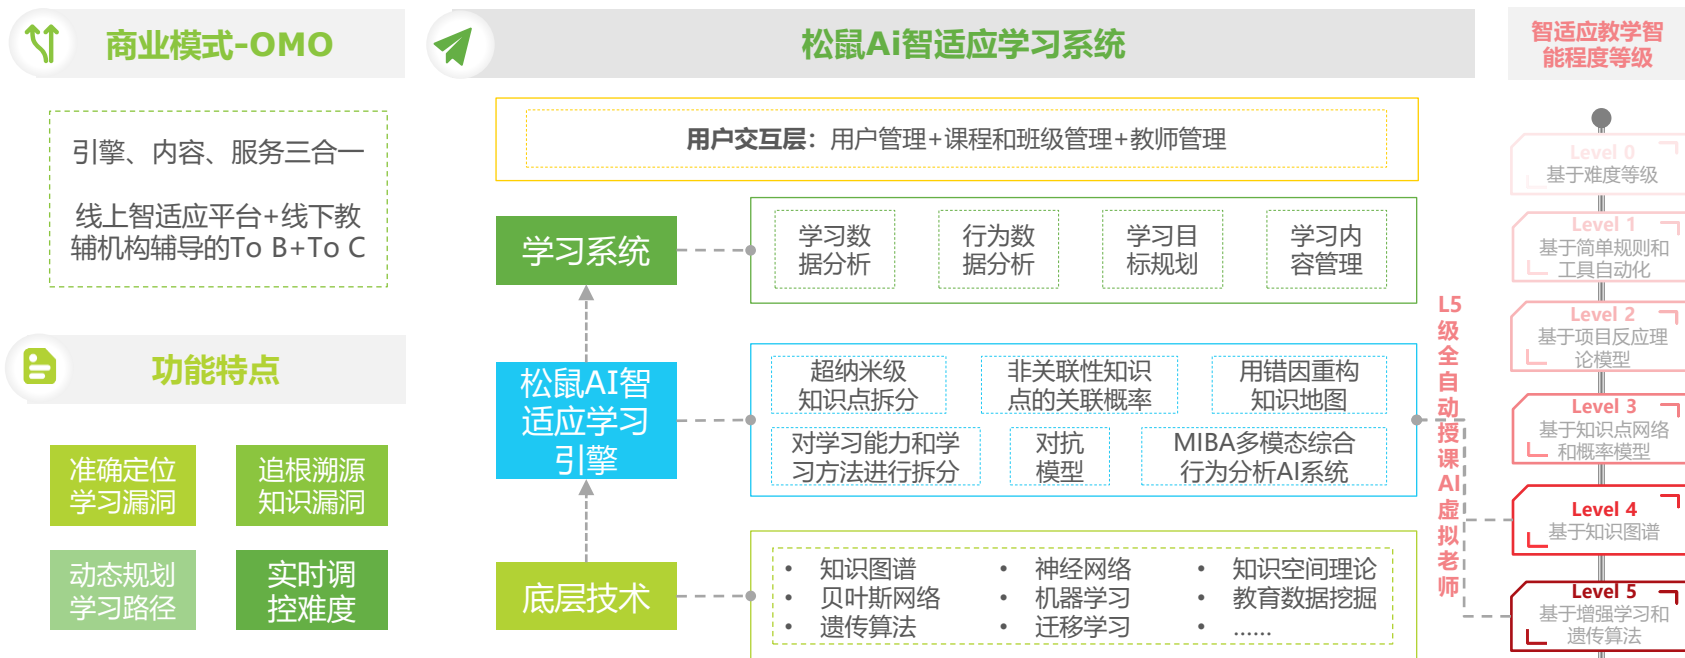 商业模式-OMO
引擎、内容、服务三合一
线上智适应平台+线下教
辅机构辅导的To B+To C
功能特点
准确定位
学习漏洞
追根溯源
知识漏洞
动态规划
学习路径
实时调
控难度
松鼠Ai智适应学习系统
用户交互层：用户管理+课程和班级管理+教师管理
学习系统
学习数
据分析
行为数
据分析
学习目
标规划
学习内
容管理
松鼠AI智
适应学习
引擎
超纳米级
知识点拆分
非关联性知识
点的关联概率
用错因重构
知识地图
对学习能力和学
习方法进行拆分
对抗
模型
MIBA多模态综合
行为分析AI系统
底层技术
• 知识图谱
• 贝叶斯网络
• 遗传算法
• 神经网络
• 机器学习
• 迁移学习
• 知识空间理论
• 教育数据挖掘
• ......
L5
级
全
自
动
授
课
AI
虚
拟
老
师
智适应教学智
能程度等级
Level 0
基于难度等级
Level 1
基于简单规则和
工具自动化
Level 2
基于项目反应理
论模型
Level 3
基于知识点网络
和概率模型
Level 4
基于知识图谱
Level 5
基于增强学习和
遗传算法